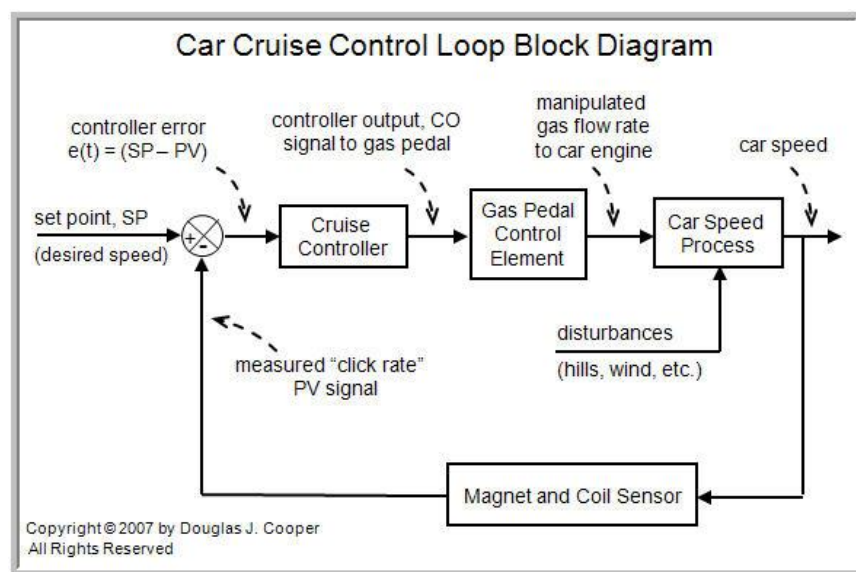 Car Cruise Control Loop Block Diagram
controller error
e(t) = (SP – PV)
controller output, CO
signal to gas pedal
manipulated
gas flow rate
to car engine
car speed
set point, SP
(desired speed)
+
-
Cruise
Controller
Gas Pedal
Control
Element
Car Speed
Process
measured “click rate”
PV signal
disturbances
(hills, wind, etc.)
Magnet and Coil Sensor
Copyright © 2007 by Douglas J. Cooper
All Rights Reserved